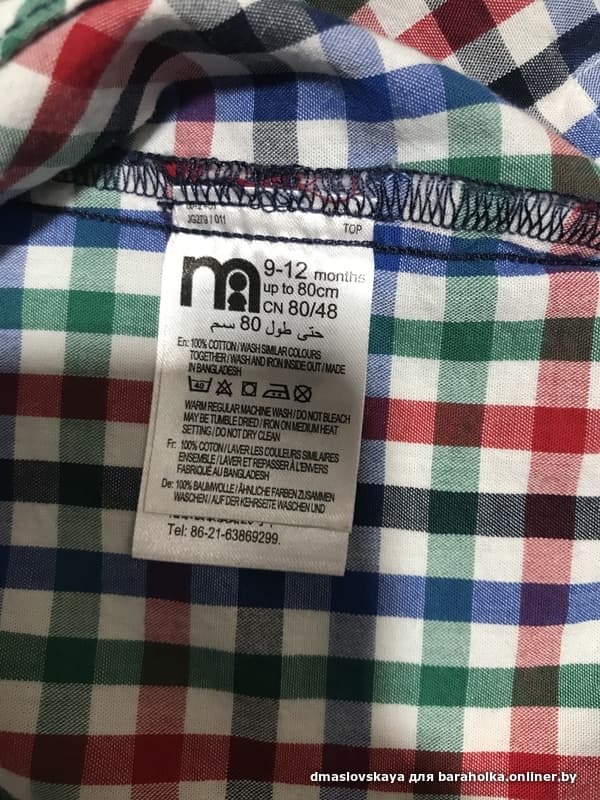 JG279 / 011
TOP
9-12 months
up to 80cm
CN 80/48
حتى طول 80 سم
En: 100% COTTON / WASH SIMILAR COLOURS
TOGETHER / WASH AND IRON INSIDE OUT / MADE
IN BANGLADESH
40
WARM REGULAR MACHINE WASH / DO NOT BLEACH
MAY BE TUMBLE DRIED / IRON ON MEDIUM HEAT
SETTING / DO NOT DRY CLEAN
Fr: 100% COTON / LAVER LES COULEURS SIMILAIRES
ENSEMBLE / LAVER ET REPASSER À L'ENVERS
FABRIQUÉ AU BANGLADESH
De: 100% BAUMWOLLE / ÄHNLICHE FARBEN ZUSAMMEN
WASCHEN / AUF DER KEHRSEITE WASCHEN UND
Tel: 86-21-63869299.
dmaslovskaya для baraholka.onliner.by